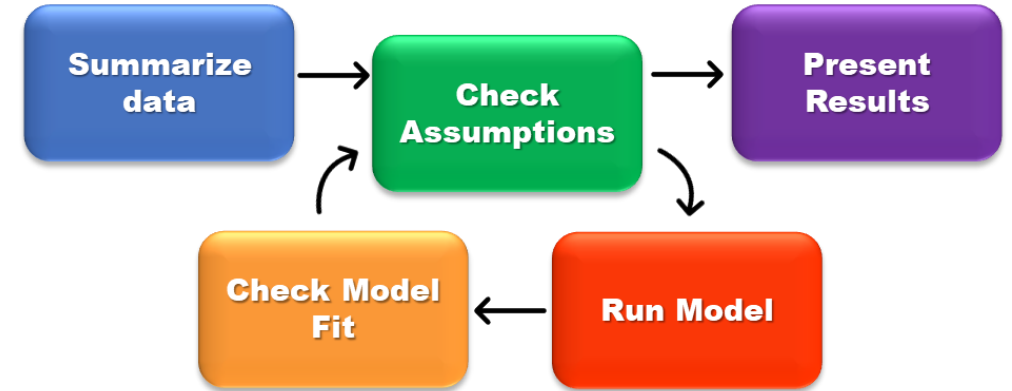 Summarize
data
Check
Assumptions
Present
Results
Run Model
Check Model
Fit